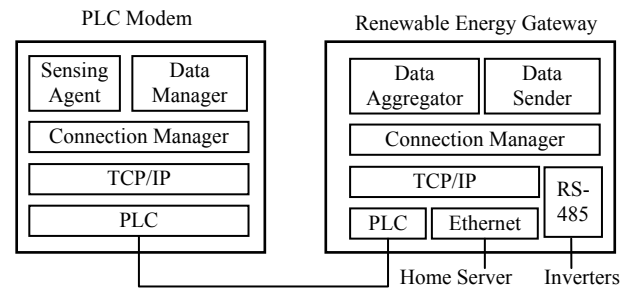 PLC Modem
Sensing Agent
Data Manager
Connection Manager
TCP/IP
PLC
Renewable Energy Gateway
Data Aggregator
Data Sender
Connection Manager
TCP/IP
RS-485
PLC
Ethernet
Home Server
Inverters